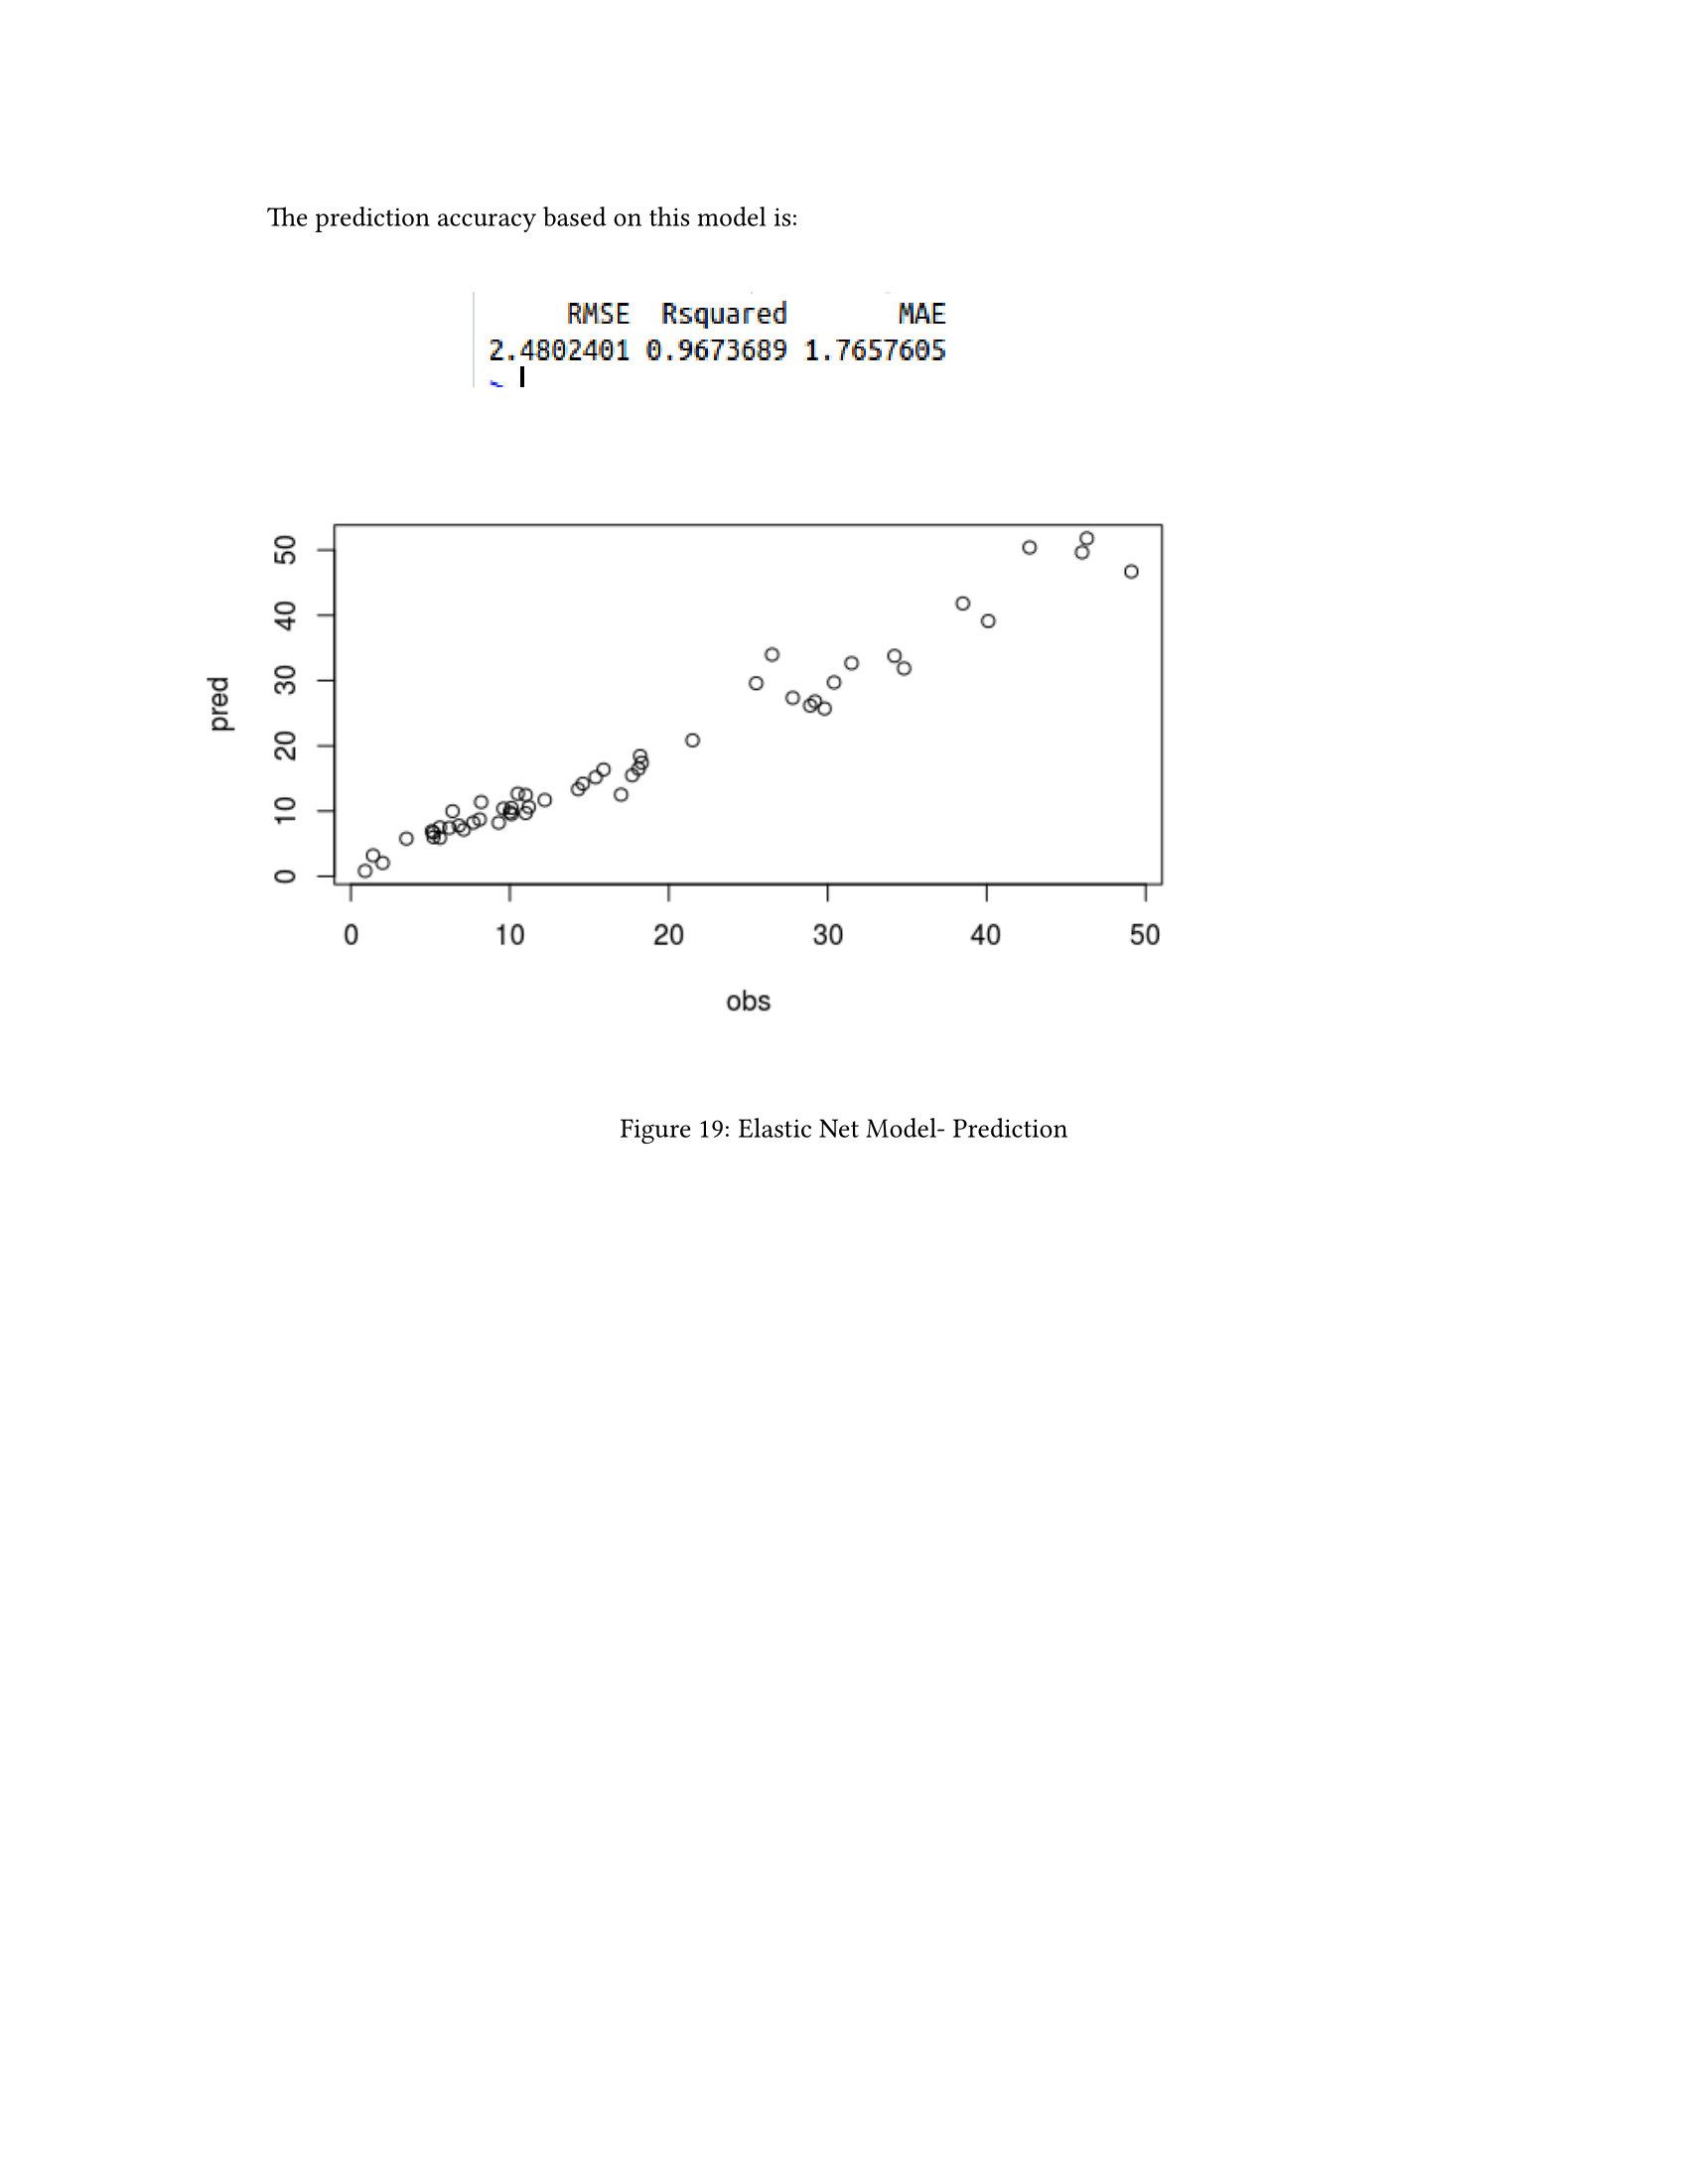 The prediction accuracy based on this model is:
RMSE Rsquared MAE
2.4802401 0.9673689 1.7657605
>
50
40
30
20
10
0
pred
0 10 20 30 40 50
obs
Figure 19: Elastic Net Model- Prediction